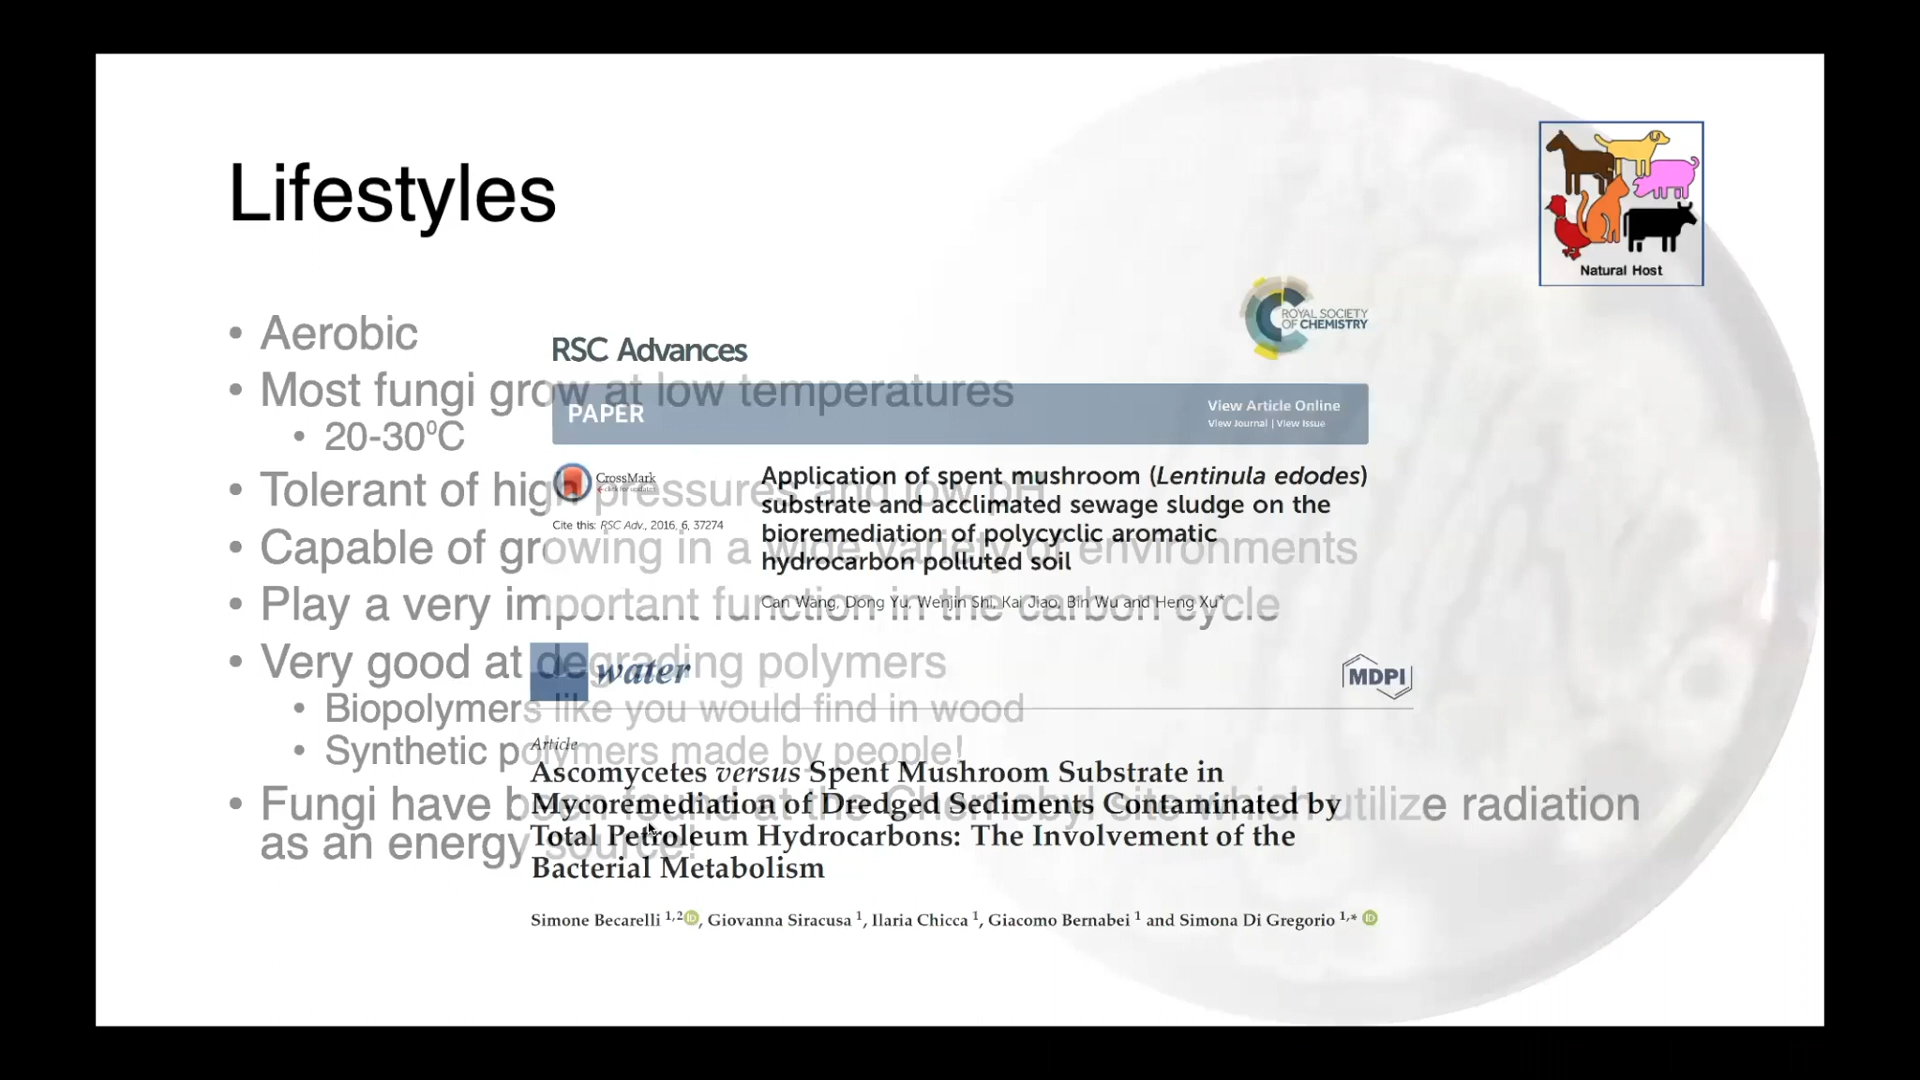 Lifestyles
Natural Host
• Aerobic
• Most fungi grow at low temperatures
• 20-30⁰C
• Tolerant of high pressures and low pH
• Capable of growing in a wide variety of environments
• Play a very important function in the carbon cycle
• Very good at degrading polymers
• Biopolymers like you would find in wood
• Synthetic polymers made by people!
• Fungi have been found at the Chernobyl site which utilize radiation
as an energy source!
ROYAL SOCIETY
OF CHEMISTRY
RSC Advances
PAPER
View Article Online
View Journal | View Issue
CrossMark
click for updates
Cite this: RSC Adv., 2016, 6, 37274
Application of spent mushroom (Lentinula edodes)
substrate and acclimated sewage sludge on the
bioremediation of polycyclic aromatic
hydrocarbon polluted soil
Can Wang, Dong Yu, Wenjin Shi, Kai Jiao, Bin Wu and Heng Xu*
water
MDPI
Article
Ascomycetes versus Spent Mushroom Substrate in
Mycoremediation of Dredged Sediments Contaminated by
Total Petroleum Hydrocarbons: The Involvement of the
Bacterial Metabolism
Simone Becarelli 1,2 iD, Giovanna Siracusa 1, Ilaria Chicca 1, Giacomo Bernabei 1 and Simona Di Gregorio 1,* iD